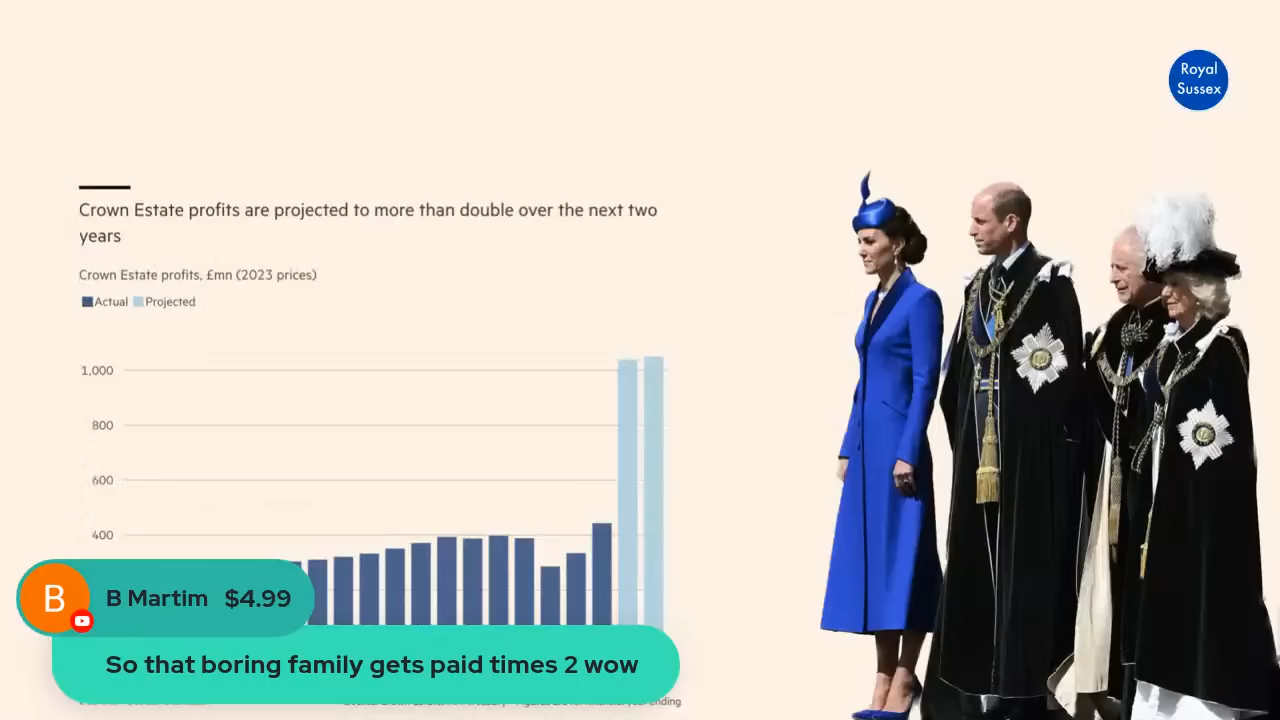 Royal
Sussex
Crown Estate profits are projected to more than double over the next two
years
Crown Estate profits, £mn (2023 prices)
Actual Projected
1,000
800
600
400
B
B Martim $4.99
So that boring family gets paid times 2 wow